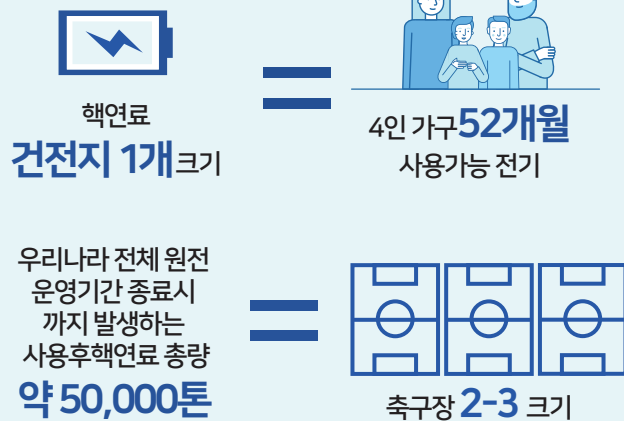 핵연료
건전지 1개 크기
4인 가구 52개월
사용가능 전기
우리나라 전체 원전
운영기간 종료시
까지 발생하는
사용후핵연료 총량
약 50,000톤
축구장 2-3 크기